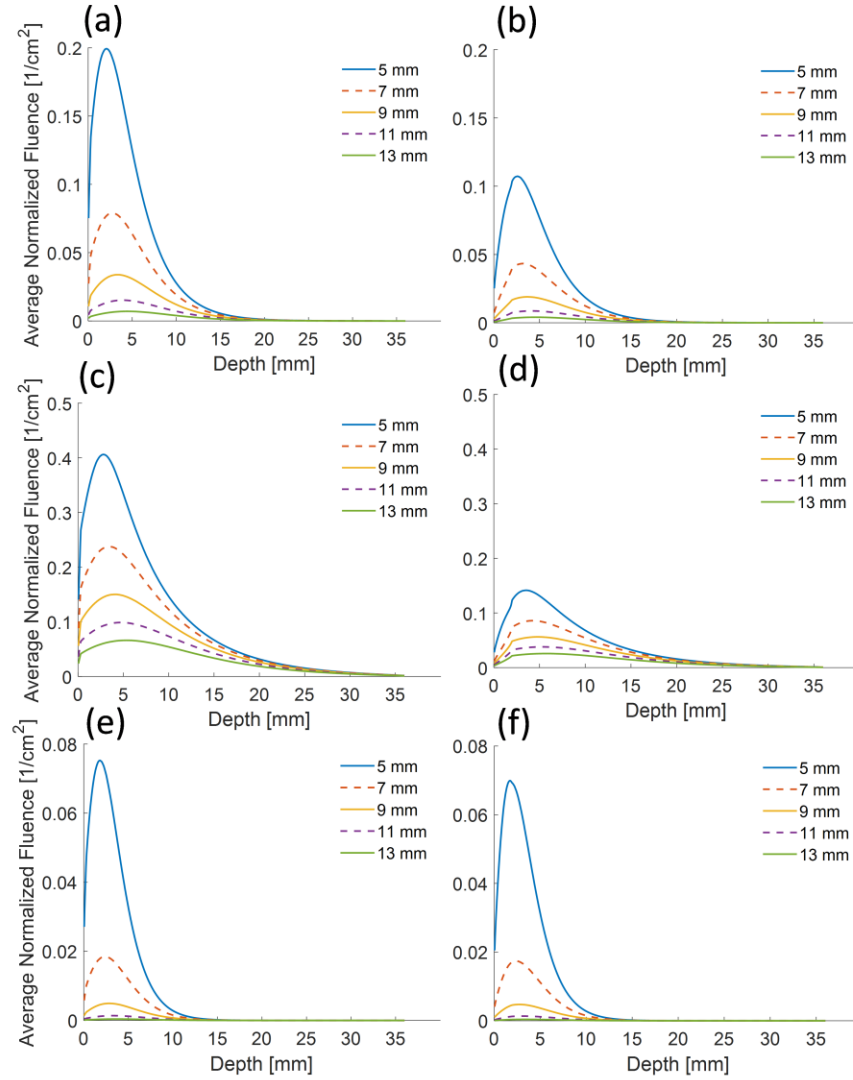 (a)
Average Normalized Fluence [1/cm²]
0.2
0.15
0.1
0.05
0
0 5 10 15 20 25 30 35
Depth [mm]
5 mm
7 mm
9 mm
11 mm
13 mm
(b)
0.2
0.15
0.1
0.05
0
0 5 10 15 20 25 30 35
Depth [mm]
5 mm
7 mm
9 mm
11 mm
13 mm
(c)
Average Normalized Fluence [1/cm²]
0.5
0.4
0.3
0.2
0.1
0
0 5 10 15 20 25 30 35
Depth [mm]
5 mm
7 mm
9 mm
11 mm
13 mm
(d)
0.5
0.4
0.3
0.2
0.1
0
0 5 10 15 20 25 30 35
Depth [mm]
5 mm
7 mm
9 mm
11 mm
13 mm
(e)
Average Normalized Fluence [1/cm²]
0.08
0.06
0.04
0.02
0
0 5 10 15 20 25 30 35
Depth [mm]
5 mm
7 mm
9 mm
11 mm
13 mm
(f)
0.08
0.06
0.04
0.02
0
0 5 10 15 20 25 30 35
Depth [mm]
5 mm
7 mm
9 mm
11 mm
13 mm